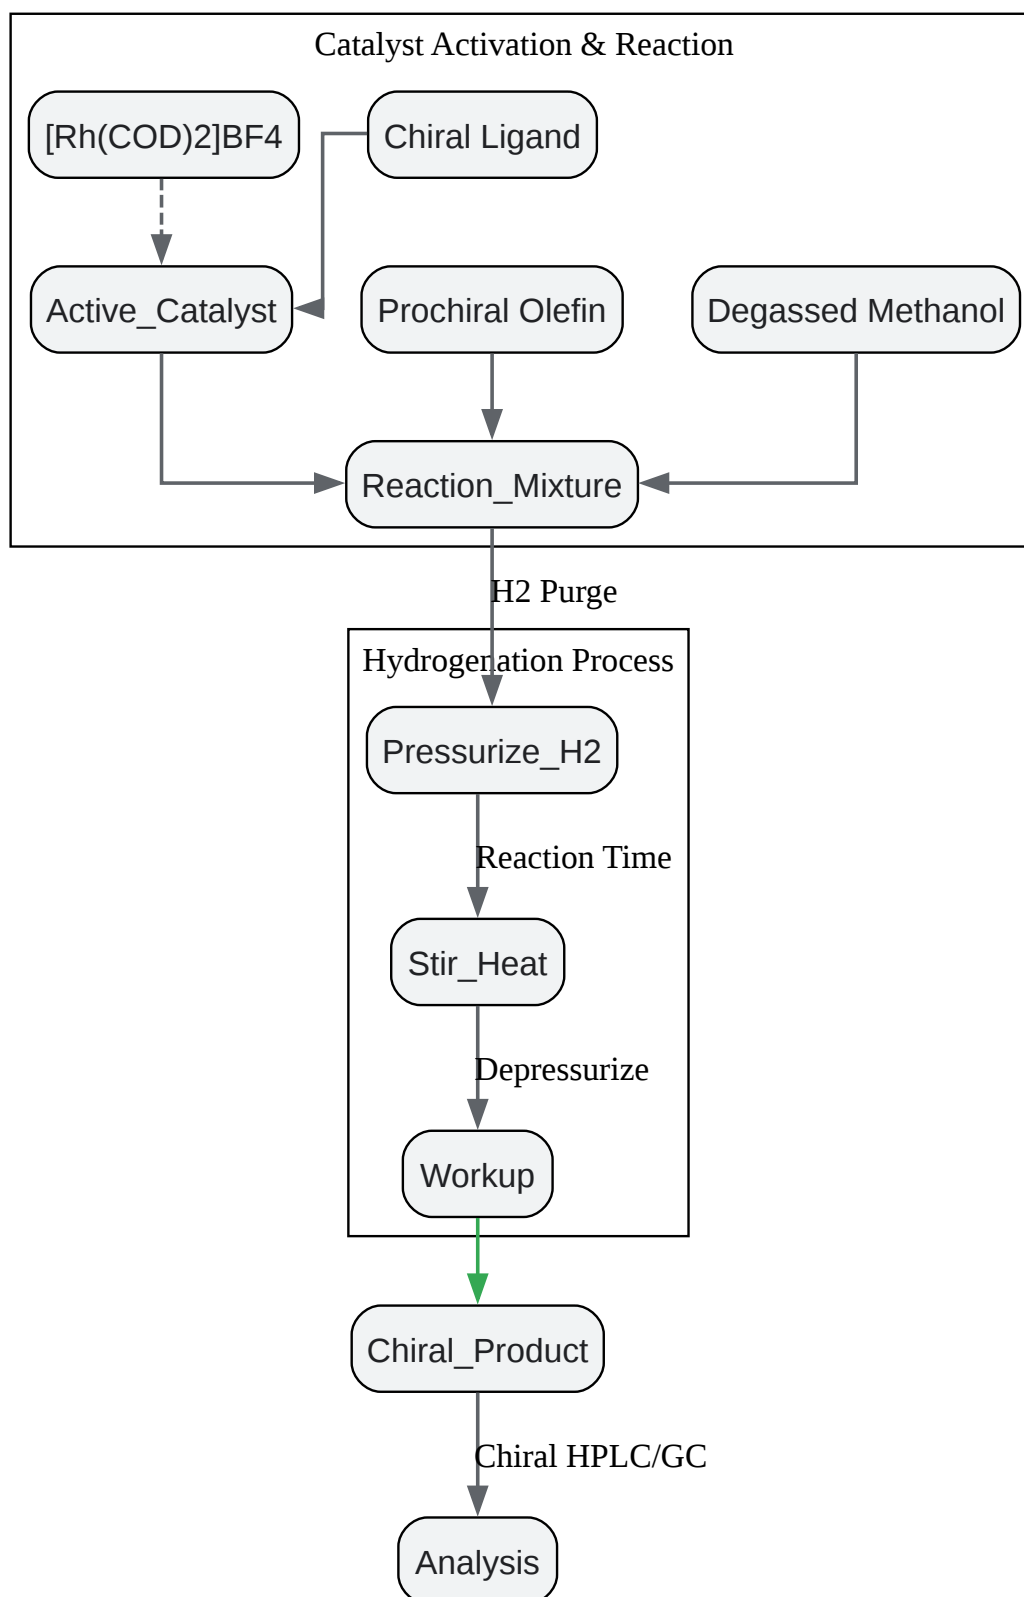 Catalyst Activation & Reaction
[Rh(COD)2]BF4
Chiral Ligand
Active_Catalyst
Prochiral Olefin
Degassed Methanol
Reaction_Mixture
H2 Purge
Hydrogenation Process
Pressurize_H2
Reaction Time
Stir_Heat
Depressurize
Workup
Chiral_Product
Chiral HPLC/GC
Analysis